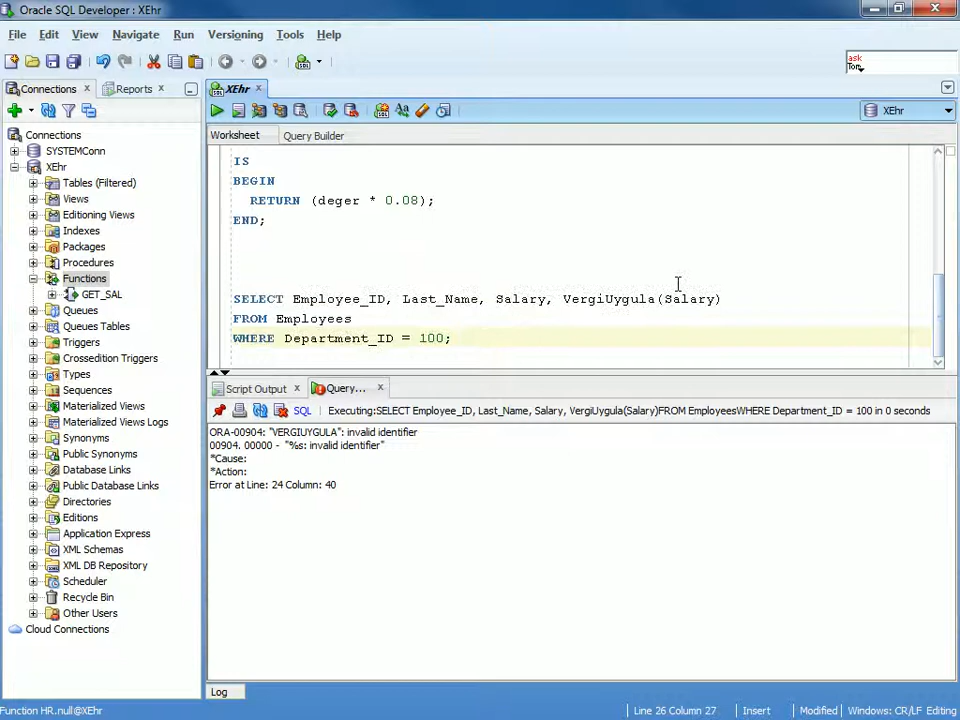 Oracle SQL Developer : XEhr
File Edit View Navigate Run Versioning Tools Help
ask
Tom
Connections
Reports
XEhr
XEhr
Worksheet
Query Builder
Connections
SYSTEMConn
XEhr
Tables (Filtered)
Views
Editioning Views
Indexes
Packages
Procedures
Functions
GET_SAL
Queues
Queues Tables
Triggers
Crossedition Triggers
Types
Sequences
Materialized Views
Materialized Views Logs
Synonyms
Public Synonyms
Database Links
Public Database Links
Directories
Editions
Application Express
XML Schemas
XML DB Repository
Scheduler
Recycle Bin
Other Users
Cloud Connections
IS
BEGIN
RETURN (deger * 0.08);
END;
SELECT Employee_ID, Last_Name, Salary, VergiUygula(Salary)
FROM Employees
WHERE Department_ID = 100;
Script Output
Query...
SQL
Executing:SELECT Employee_ID, Last_Name, Salary, VergiUygula(Salary)FROM EmployeesWHERE Department_ID = 100 in 0 seconds
ORA-00904: "VERGIUYGULA": invalid identifier
00904. 00000 - "%s: invalid identifier"
*Cause:
*Action:
Error at Line: 24 Column: 40
Log
Function HR.null@XEhr
Line 26 Column 27
Insert
Modified
Windows: CR/LF
Editing